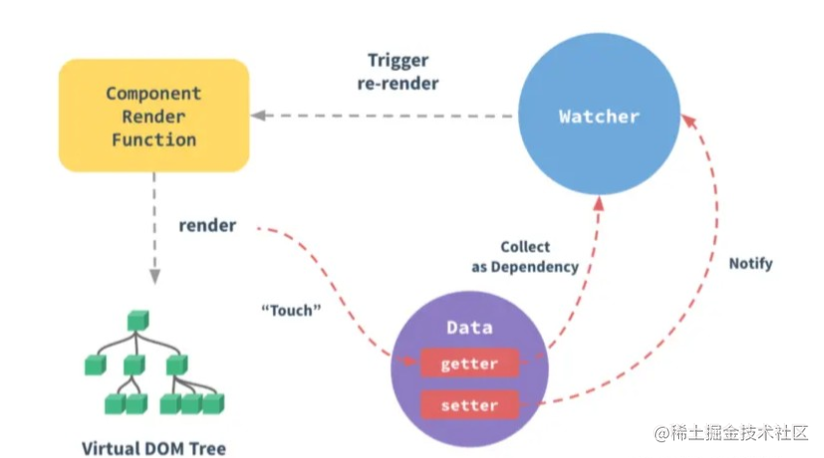 Trigger
re-render
Component
Render
Function
Watcher
render
Collect
as Dependency
Notify
“Touch”
Data
getter
setter
Virtual DOM Tree
@稀土掘金技术社区